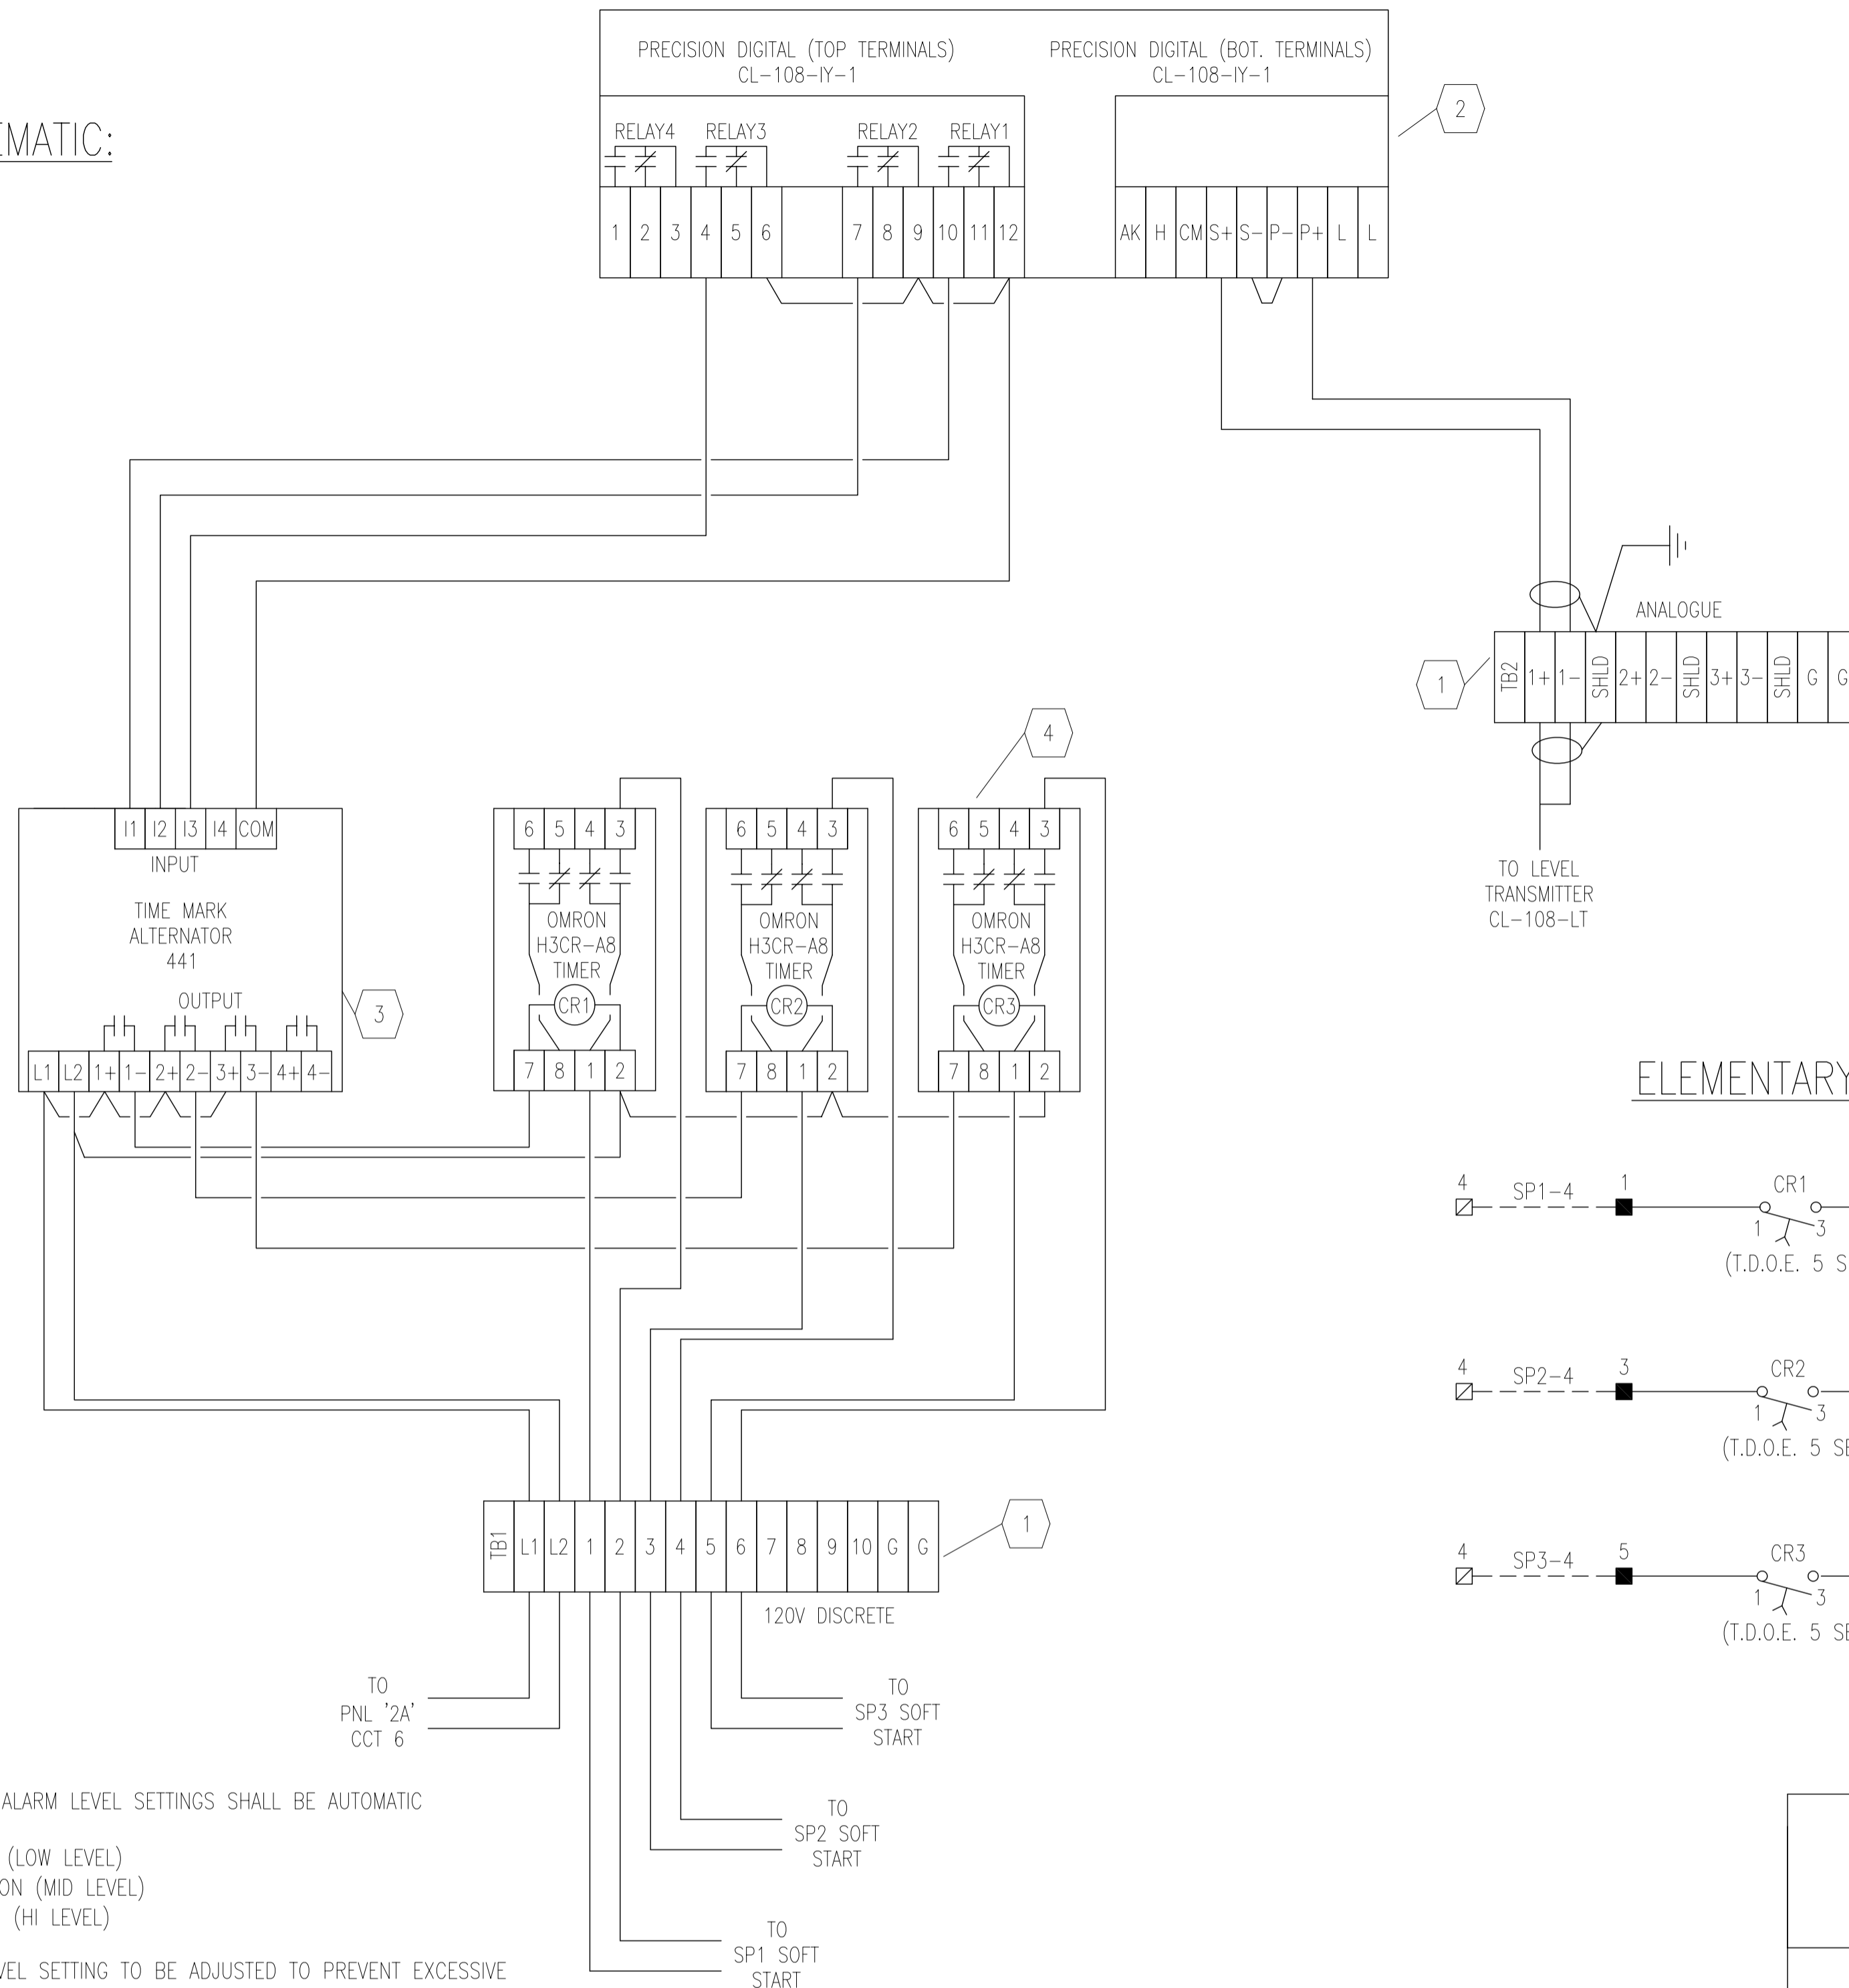 PRECISION DIGITAL (TOP TERMINALS)
CL-108-IY-1
PRECISION DIGITAL (BOT. TERMINALS)
CL-108-IY-1
2
RELAY4 RELAY3 RELAY2 RELAY1
1 2 3 4 5 6 7 8 9 10 11 12
AK H CM S+ S- P- P+ L L
ANALOGUE
1
TB2 1+ 1- SHLD 2+ 2- SHLD 3+ 3- SHLD G G
TO LEVEL
TRANSMITTER
CL-108-LT
4
I1 I2 I3 I4 COM
INPUT
TIME MARK
ALTERNATOR
441
OUTPUT
3
L1 L2 1+ 1- 2+ 2- 3+ 3- 4+ 4-
6 5 4 3
OMRON
H3CR-A8
TIMER
CR1
7 8 1 2
6 5 4 3
OMRON
H3CR-A8
TIMER
CR2
7 8 1 2
6 5 4 3
OMRON
H3CR-A8
TIMER
CR3
7 8 1 2
ELEMENTARY
4 SP1-4 1 CR1
1 3
(T.D.O.E. 5 S
4 SP2-4 3 CR2
1 3
(T.D.O.E. 5 SE
4 SP3-4 5 CR3
1 3
(T.D.O.E. 5 SE
1
TB1 L1 L2 1 2 3 4 5 6 7 8 9 10 G G
120V DISCRETE
TO
PNL '2A'
CCT 6
TO
SP3 SOFT
START
TO
SP2 SOFT
START
TO
SP1 SOFT
START
ALARM LEVEL SETTINGS SHALL BE AUTOMATIC
(LOW LEVEL)
ON (MID LEVEL)
(HI LEVEL)
VEL SETTING TO BE ADJUSTED TO PREVENT EXCESSIVE